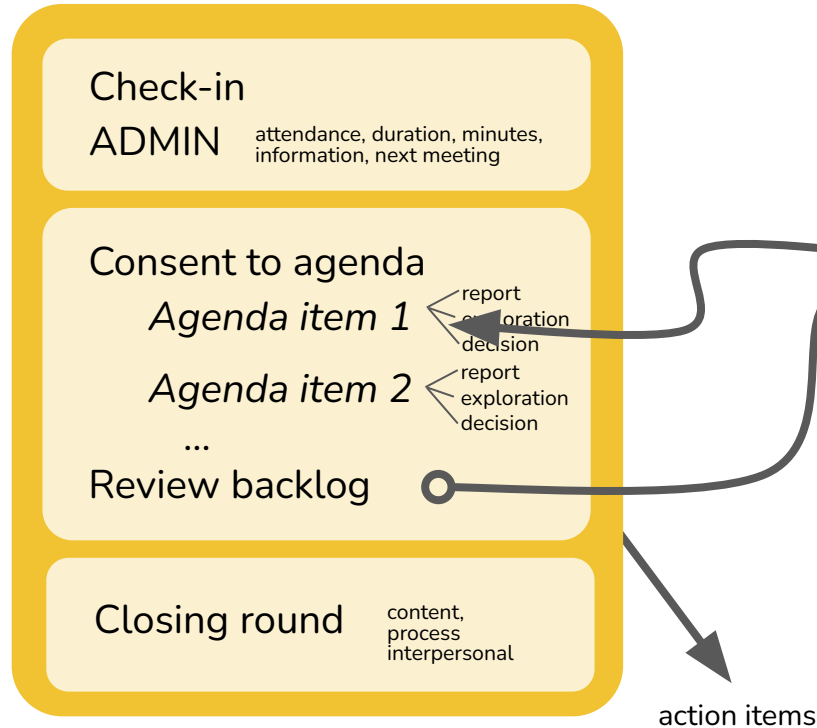 Check-in
ADMIN
attendance, duration, minutes,
information, next meeting
Consent to agenda
Agenda item 1
report
exploration
decision
Agenda item 2
report
exploration
decision
...
Review backlog
Closing round
content,
process
interpersonal
action items